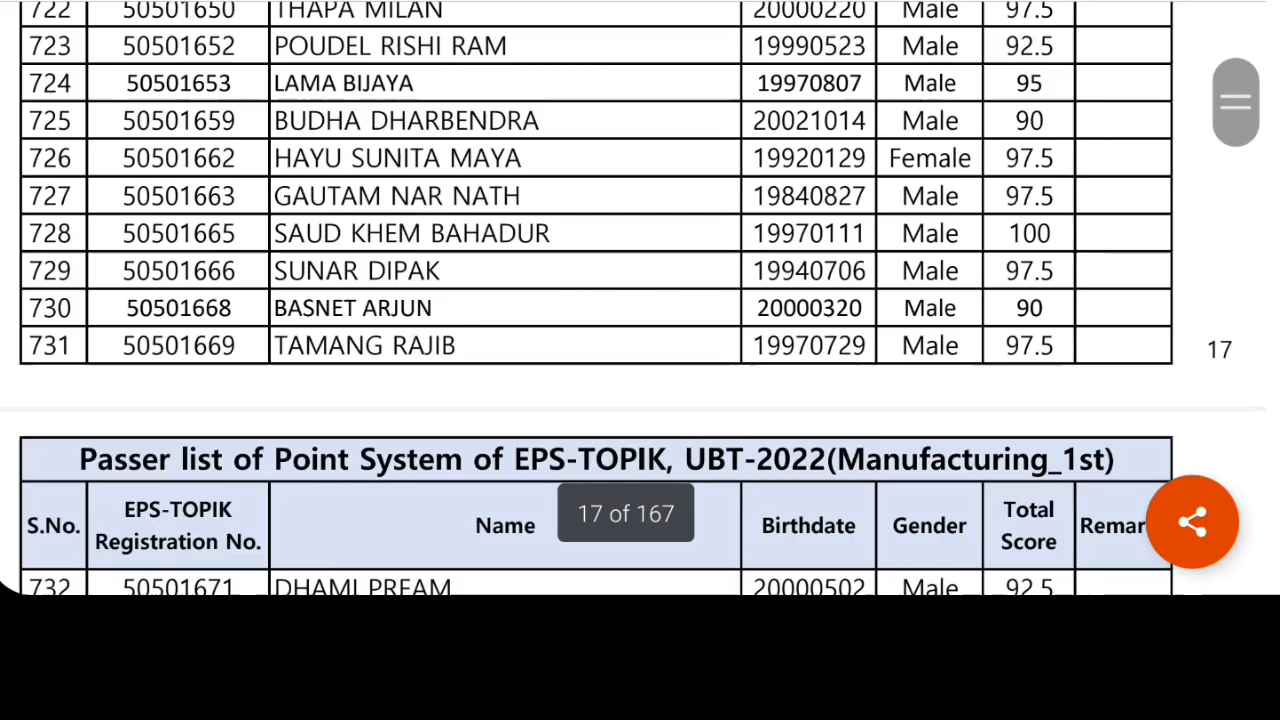 722 50501650 THAPA MILAN 20000220 Male 97.5
723 50501652 POUDEL RISHI RAM 19990523 Male 92.5
724 50501653 LAMA BIJAYA 19970807 Male 95
725 50501659 BUDHA DHARBENDRA 20021014 Male 90
726 50501662 HAYU SUNITA MAYA 19920129 Female 97.5
727 50501663 GAUTAM NAR NATH 19840827 Male 97.5
728 50501665 SAUD KHEM BAHADUR 19970111 Male 100
729 50501666 SUNAR DIPAK 19940706 Male 97.5
730 50501668 BASNET ARJUN 20000320 Male 90
731 50501669 TAMANG RAJIB 19970729 Male 97.5
17
Passer list of Point System of EPS-TOPIK, UBT-2022(Manufacturing_1st)
S.No. EPS-TOPIK Registration No. Name Birthdate Gender Total Score Remar
17 of 167
732 50501671 DHAMI PREAM 20000502 Male 92.5